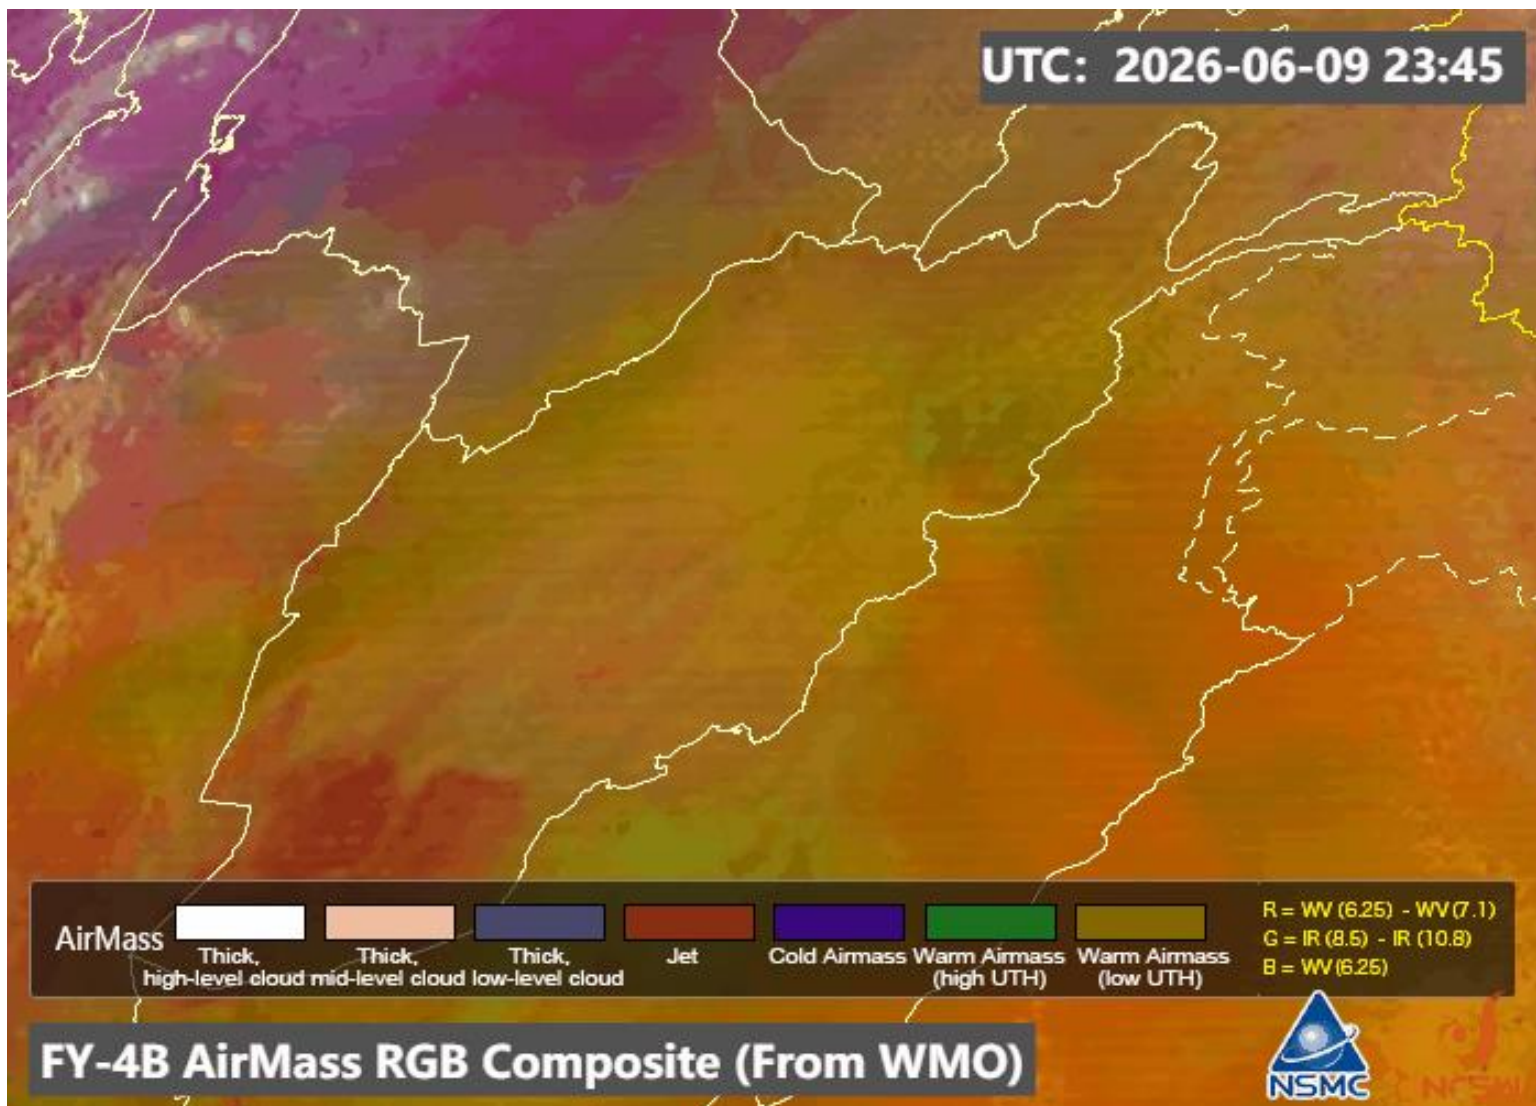 UTC: 2026-06-09 23:45
AirMass
Thick,
high-level cloud
Thick,
mid-level cloud
Thick,
low-level cloud
Jet
Cold Airmass
Warm Airmass
(high UTH)
Warm Airmass
(low UTH)
R = WV (6.25) - WV (7.1)
G = IR (8.5) - IR (10.8)
B = WV (6.25)
FY-4B AirMass RGB Composite (From WMO)
NSMC